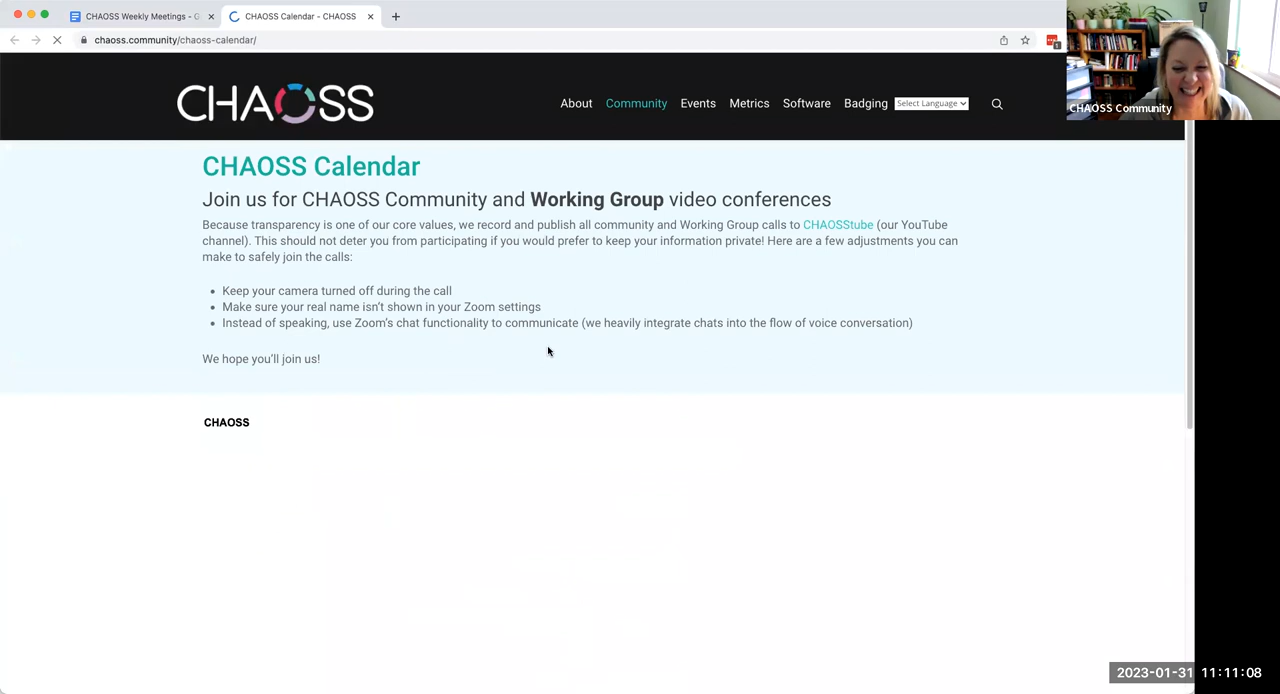 CHAOSS Weekly Meetings - G
CHAOSS Calendar - CHAOSS
chaoss.community/chaoss-calendar/
CHAOSS
About Community Events Metrics Software Badging Select Language
CHAOSS Community
CHAOSS Calendar
Join us for CHAOSS Community and Working Group video conferences
Because transparency is one of our core values, we record and publish all community and Working Group calls to CHAOSStube (our YouTube
channel). This should not deter you from participating if you would prefer to keep your information private! Here are a few adjustments you can
make to safely join the calls:
• Keep your camera turned off during the call
• Make sure your real name isn't shown in your Zoom settings
• Instead of speaking, use Zoom's chat functionality to communicate (we heavily integrate chats into the flow of voice conversation)
We hope you'll join us!
CHAOSS
2023-01-31 11:11:08